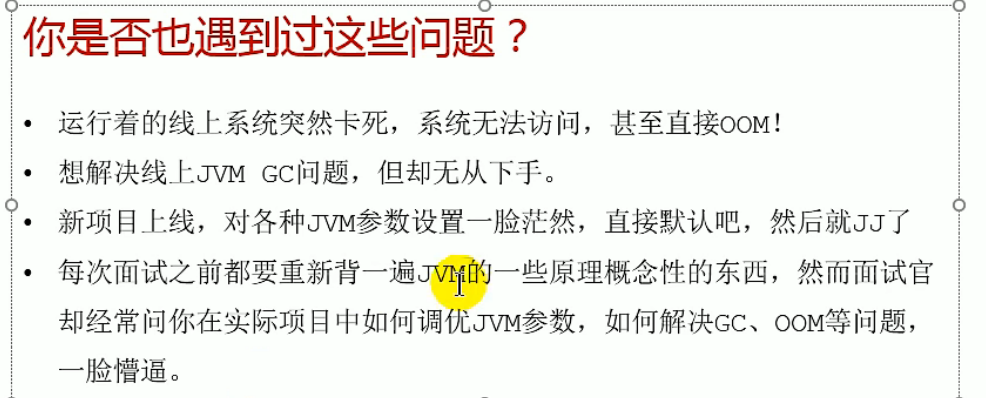 你是否也遇到过这些问题？
• 运行着的线上系统突然卡死，系统无法访问，甚至直接OOM！
• 想解决线上JVM GC问题，但却无从下手。
• 新项目上线，对各种JVM参数设置一脸茫然，直接默认吧，然后就JJ了
• 每次面试之前都要重新背一遍JVM的一些原理概念性的东西，然而面试官
却经常问你在实际项目中如何调优JVM参数，如何解决GC、OOM等问题，
一脸懵逼。